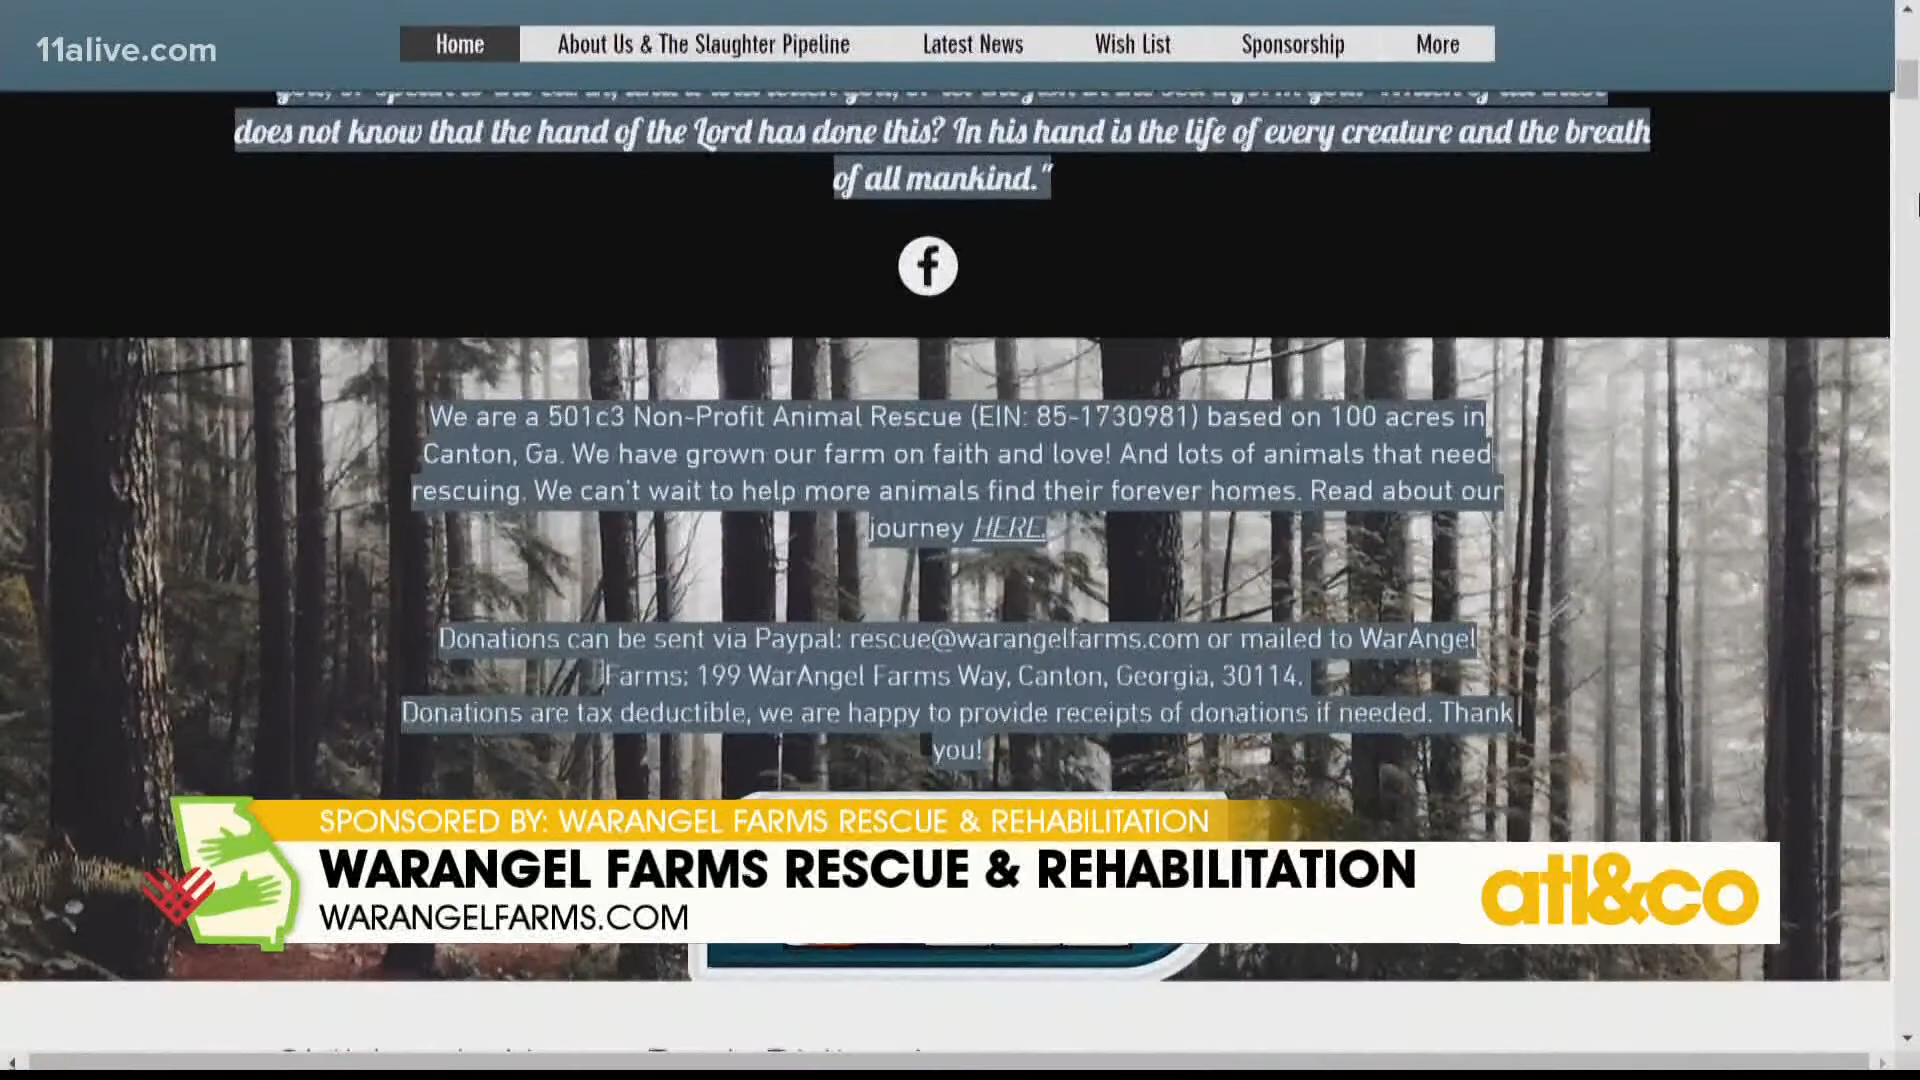 11alive.com
Home About Us & The Slaughter Pipeline Latest News Wish List Sponsorship More
does not know that the hand of the Lord has done this? In his hand is the life of every creature and the breath
of all mankind."
f
We are a 501c3 Non-Profit Animal Rescue (EIN: 85-1730981) based on 100 acres in
Canton, Ga. We have grown our farm on faith and love! And lots of animals that need
rescuing. We can't wait to help more animals find their forever homes. Read about our
journey HERE.
Donations can be sent via Paypal: rescue@warangelfarms.com or mailed to WarAngel
Farms: 199 WarAngel Farms Way, Canton, Georgia, 30114.
Donations are tax deductible, we are happy to provide receipts of donations if needed. Thank
you!
SPONSORED BY: WARANGEL FARMS RESCUE & REHABILITATION
WARANGEL FARMS RESCUE & REHABILITATION
WARANGELFARMS.COM
atl&co